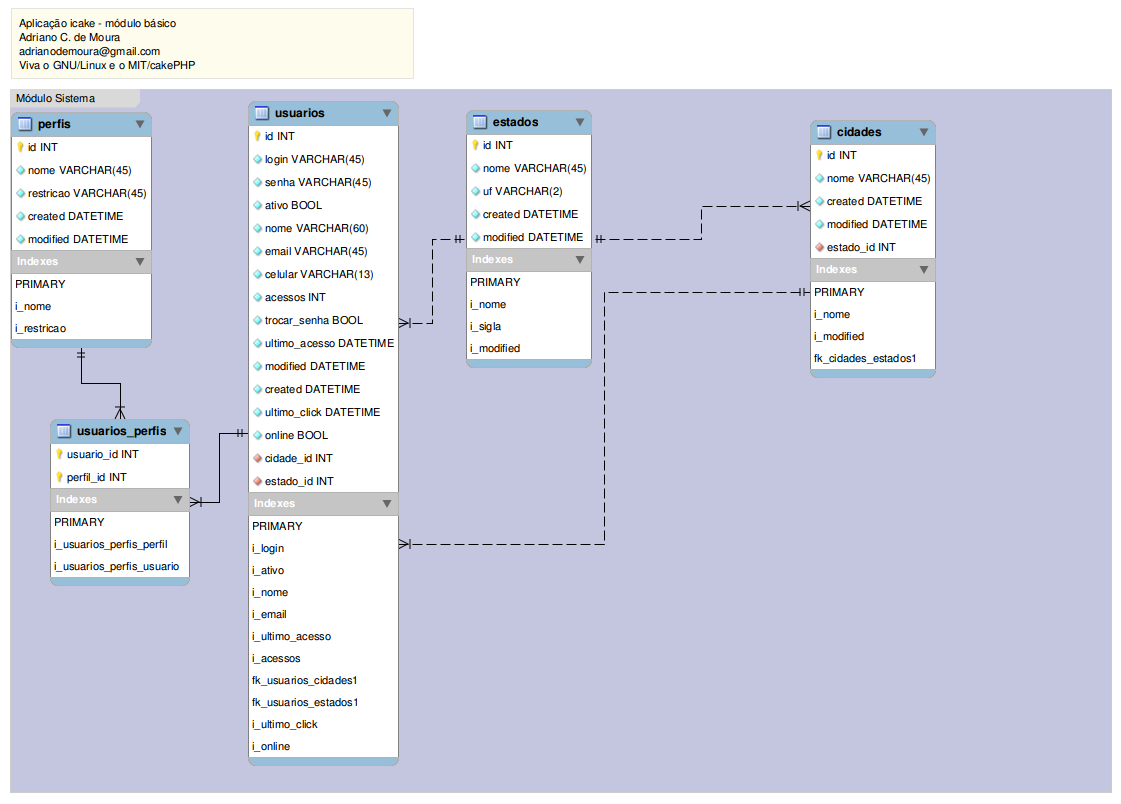 Aplicação icake - módulo básico
Adriano C. de Moura
adrianodemoura@gmail.com
Viva o GNU/Linux e o MIT/cakePHP
Módulo Sistema
perfis
id INT
nome VARCHAR(45)
restricao VARCHAR(45)
created DATETIME
modified DATETIME
Indexes
PRIMARY
i_nome
i_restricao
usuarios_perfis
usuario_id INT
perfil_id INT
Indexes
PRIMARY
i_usuarios_perfis_perfil
i_usuarios_perfis_usuario
usuarios
id INT
login VARCHAR(45)
senha VARCHAR(45)
ativo BOOL
nome VARCHAR(60)
email VARCHAR(45)
celular VARCHAR(13)
acessos INT
trocar_senha BOOL
ultimo_acesso DATETIME
modified DATETIME
created DATETIME
ultimo_click DATETIME
online BOOL
cidade_id INT
estado_id INT
Indexes
PRIMARY
i_login
i_ativo
i_nome
i_email
i_ultimo_acesso
i_acessos
fk_usuarios_cidades1
fk_usuarios_estados1
i_ultimo_click
i_online
estados
id INT
nome VARCHAR(45)
uf VARCHAR(2)
created DATETIME
modified DATETIME
Indexes
PRIMARY
i_nome
i_sigla
i_modified
cidades
id INT
nome VARCHAR(45)
created DATETIME
modified DATETIME
estado_id INT
Indexes
PRIMARY
i_nome
i_modified
fk_cidades_estados1